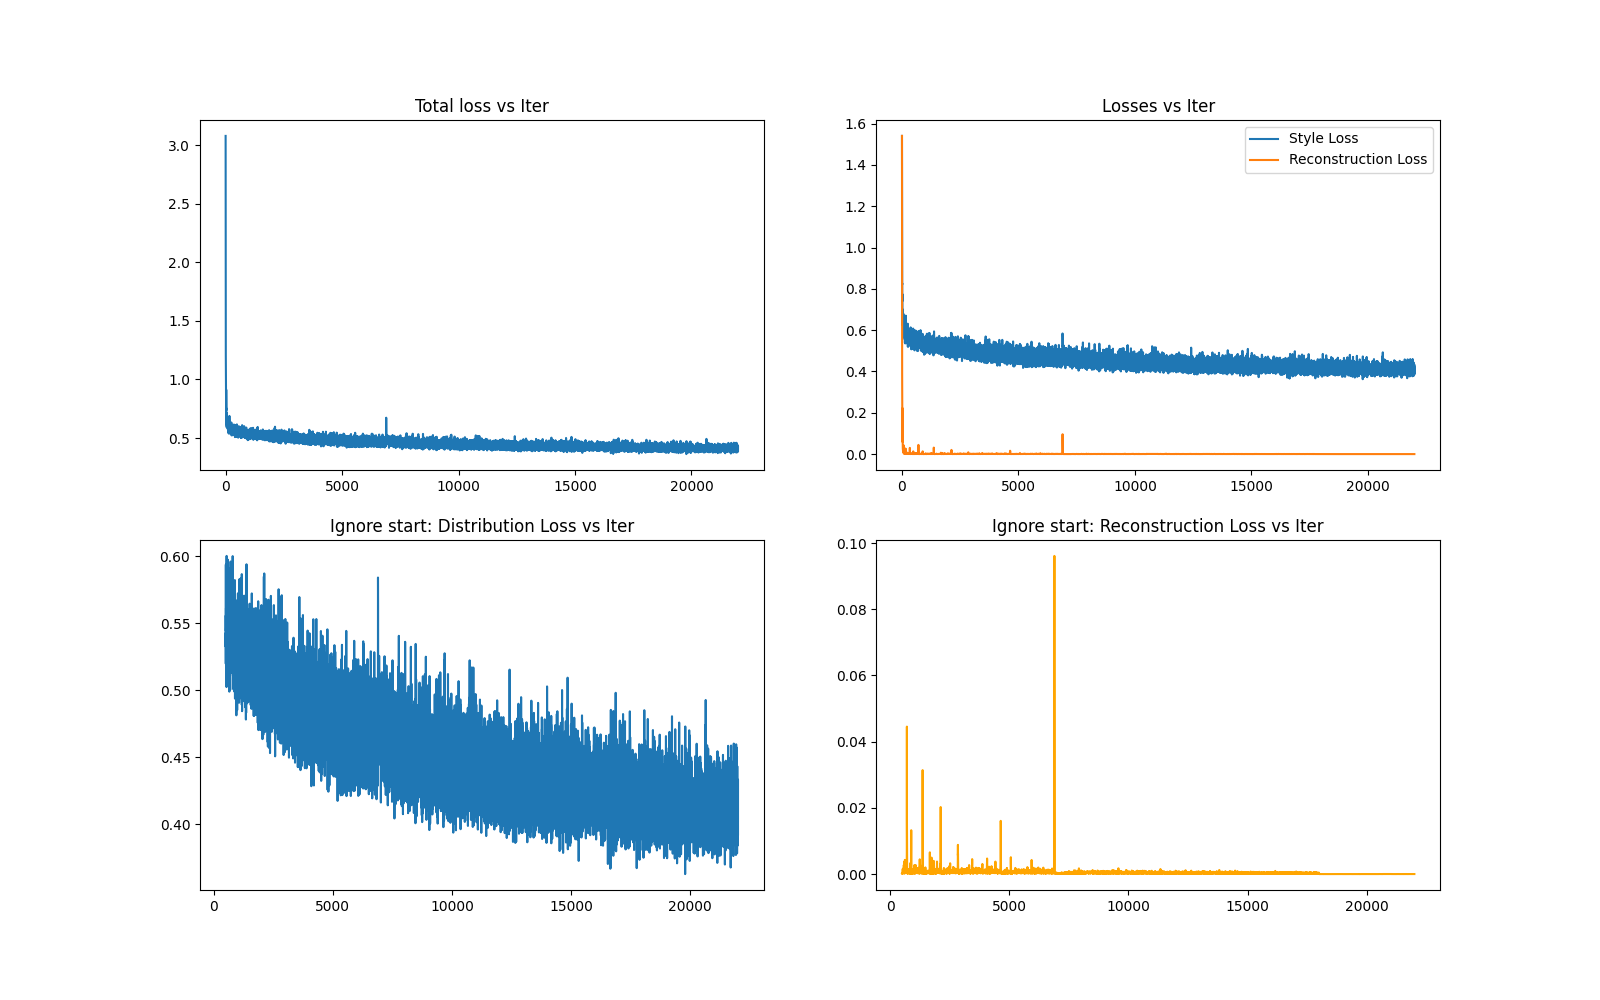 Total loss vs Iter
3.0
2.5
2.0
1.5
1.0
0.5
0 5000 10000 15000 20000
Losses vs Iter
1.6
1.4
1.2
1.0
0.8
0.6
0.4
0.2
0.0
Style Loss
Reconstruction Loss
0 5000 10000 15000 20000
Ignore start: Distribution Loss vs Iter
0.60
0.55
0.50
0.45
0.40
0 5000 10000 15000 20000
Ignore start: Reconstruction Loss vs Iter
0.10
0.08
0.06
0.04
0.02
0.00
0 5000 10000 15000 20000